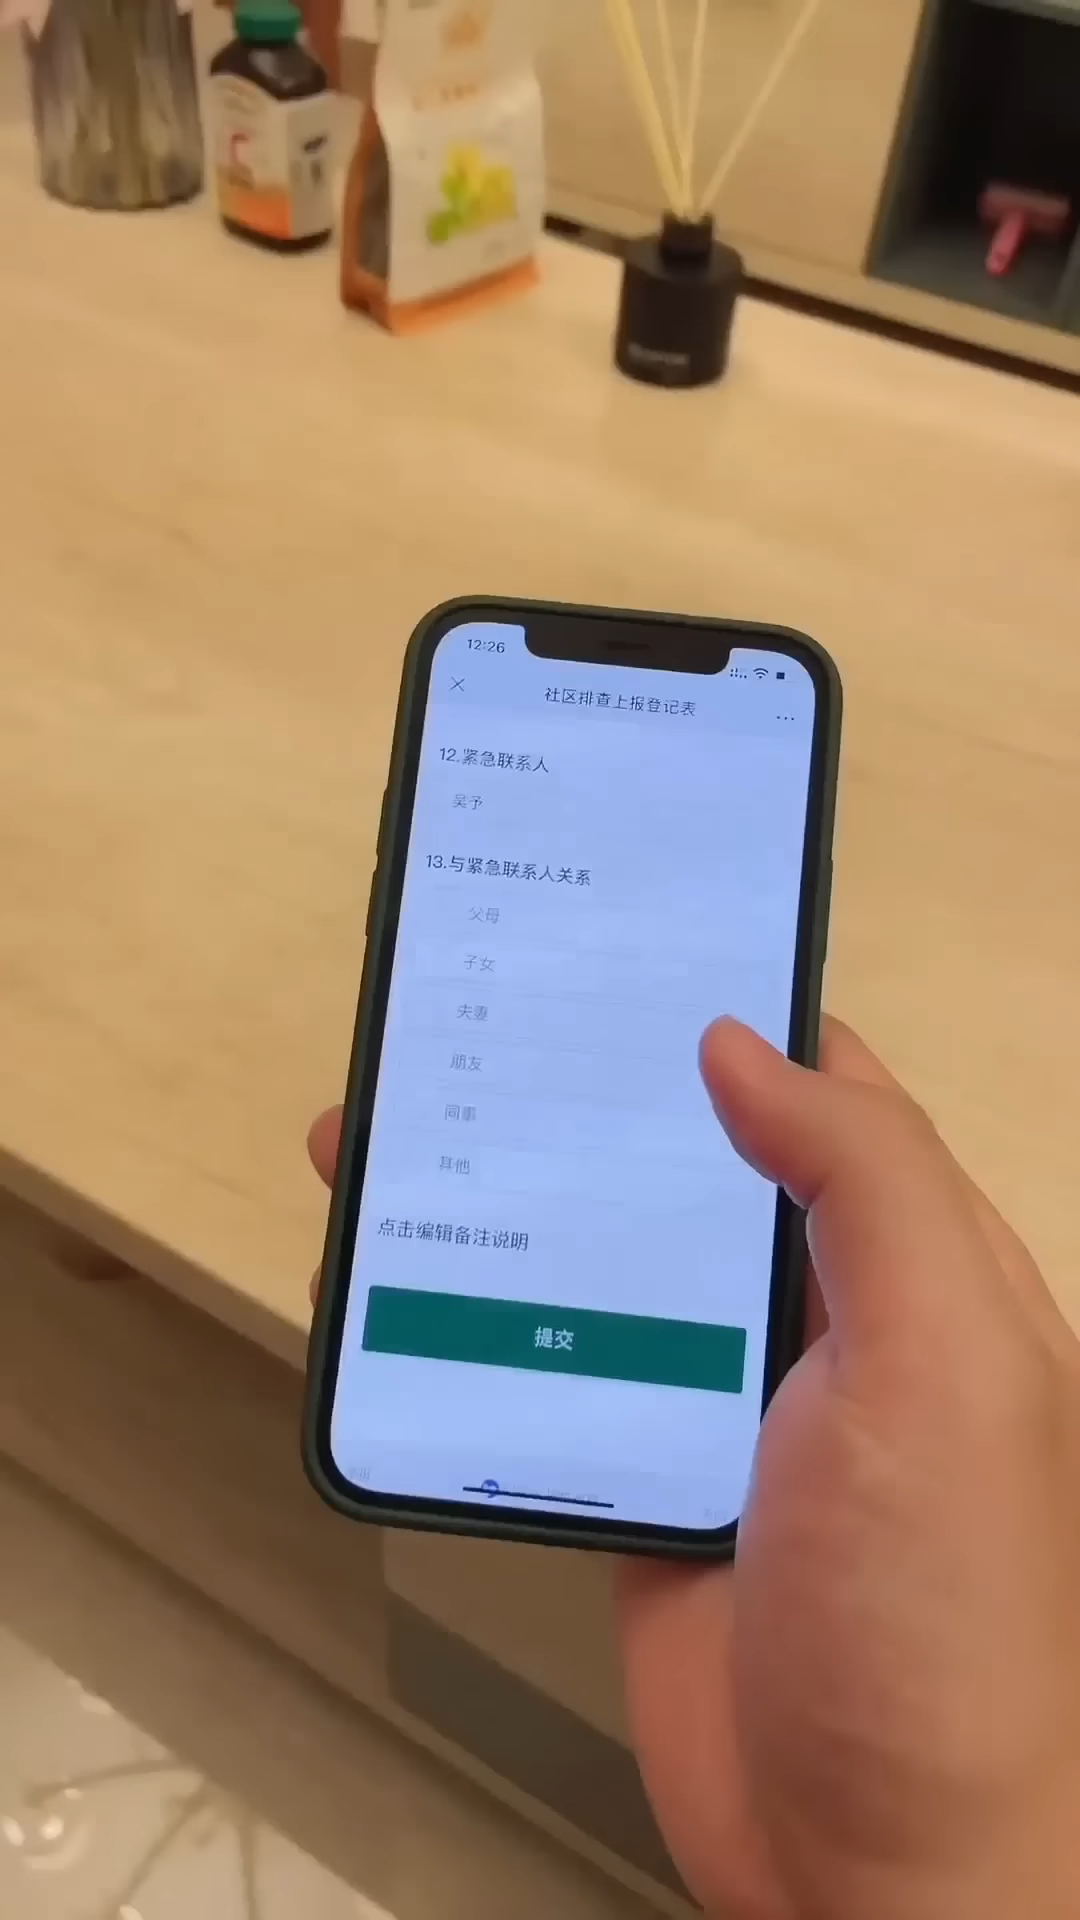 12:26
社区排查上报登记表
12.紧急联系人
吴予
13.与紧急联系人关系
父母
子女
夫妻
朋友
同事
其他
点击编辑备注说明
提交